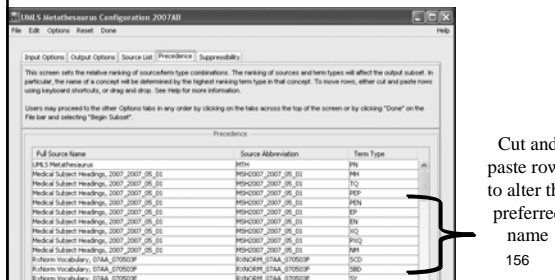 UMLS Metathesaurus Configuration 2007AB
File Edit Options Reset Done Help
Input Options Output Options Source List Precedence Suppressibility
This screen sets the relative ranking of source/term type combinations. The ranking of sources and term types will affect the output subset. In
particular, the name of a concept will be determined by the highest ranking term type in that concept. To move rows, either cut and paste rows
using keyboard shortcuts, or drag and drop. See Help for more information.
Users may proceed to the other Options tabs in any order by clicking on the tabs across the top of the screen or by clicking "Done" on the
File bar and selecting "Begin Subset".
Precedence
Full Source Name Source Abbreviation Term Type
UMLS Metathesaurus MTH PN
Medical Subject Headings, 2007_2007_05_01 MSH2007_2007_05_01 MH
Medical Subject Headings, 2007_2007_05_01 MSH2007_2007_05_01 TQ
Medical Subject Headings, 2007_2007_05_01 MSH2007_2007_05_01 PEP
Medical Subject Headings, 2007_2007_05_01 MSH2007_2007_05_01 PEN
Medical Subject Headings, 2007_2007_05_01 MSH2007_2007_05_01 EP
Medical Subject Headings, 2007_2007_05_01 MSH2007_2007_05_01 EN
Medical Subject Headings, 2007_2007_05_01 MSH2007_2007_05_01 XQ
Medical Subject Headings, 2007_2007_05_01 MSH2007_2007_05_01 PXQ
Medical Subject Headings, 2007_2007_05_01 MSH2007_2007_05_01 NM
RxNorm Vocabulary, 07AA_070503F RXNORM_07AA_070503F SCD
RxNorm Vocabulary, 07AA_070503F RXNORM_07AA_070503F SBD
RxNorm Vocabulary, 07AA_070503F RXNORM_07AA_070503F SY
Cut and
paste row
to alter th
preferred
name
156